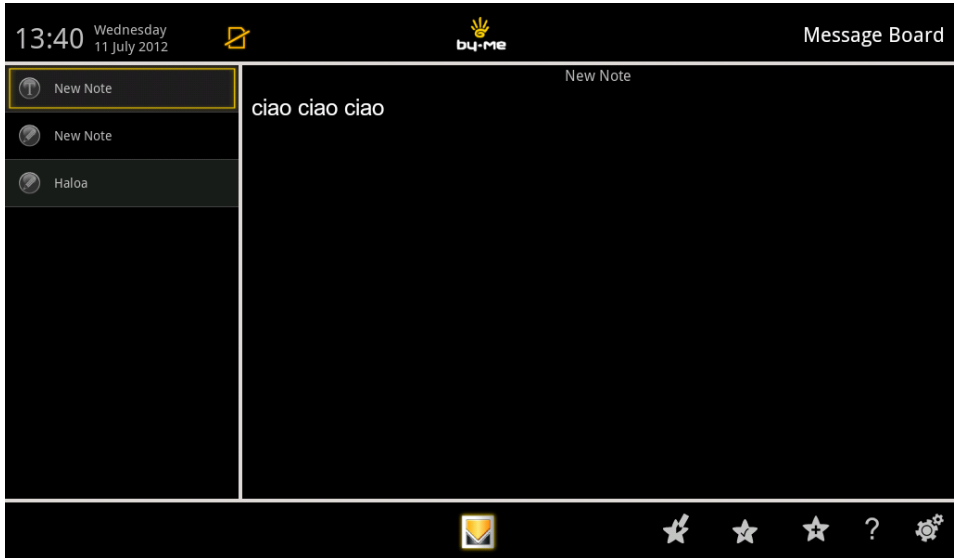 13:40
Wednesday
11 July 2012
by-me
Message Board
New Note
New Note
Haloa
New Note
ciao ciao ciao
?